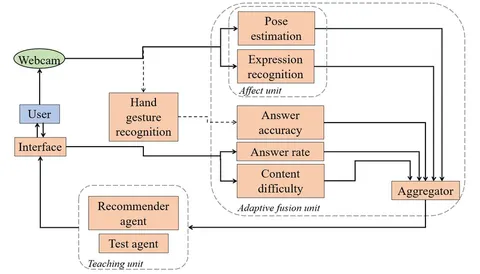 Pose
estimation
Webcam
Expression
recognition
Affect unit
User
Hand
gesture
recognition
Answer
accuracy
Interface
Answer rate
Content
difficulty
Aggregator
Adaptive fusion unit
Recommender
agent
Test agent
Teaching unit